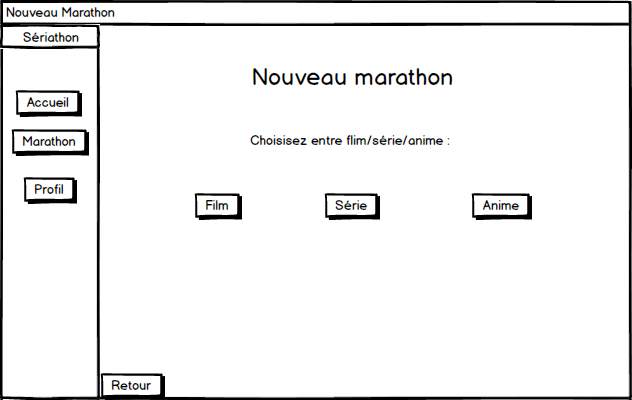 Nouveau Marathon
Sériathon
Accueil
Marathon
Profil
Nouveau marathon
Choisisez entre flim/série/anime :
Film
Série
Anime
Retour